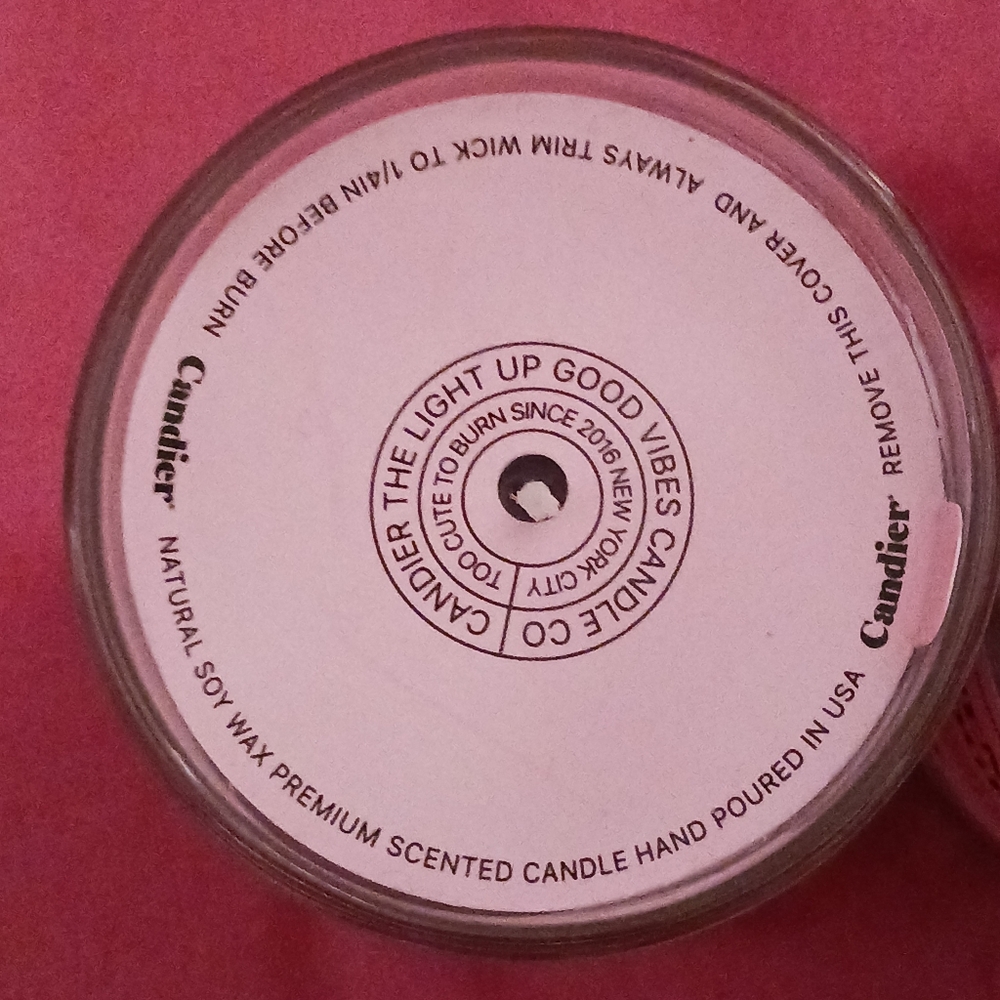 Candier
NATURAL SOY WAX PREMIUM SCENTED CANDLE HAND POURED IN USA
Candier
REMOVE THIS COVER AND ALWAYS TRIM WICK TO 1/4IN BEFORE BURN
CANDIER THE LIGHT UP GOOD VIBES CANDLE CO
TOO CUTE TO BURN SINCE 2016 NEW YORK CITY